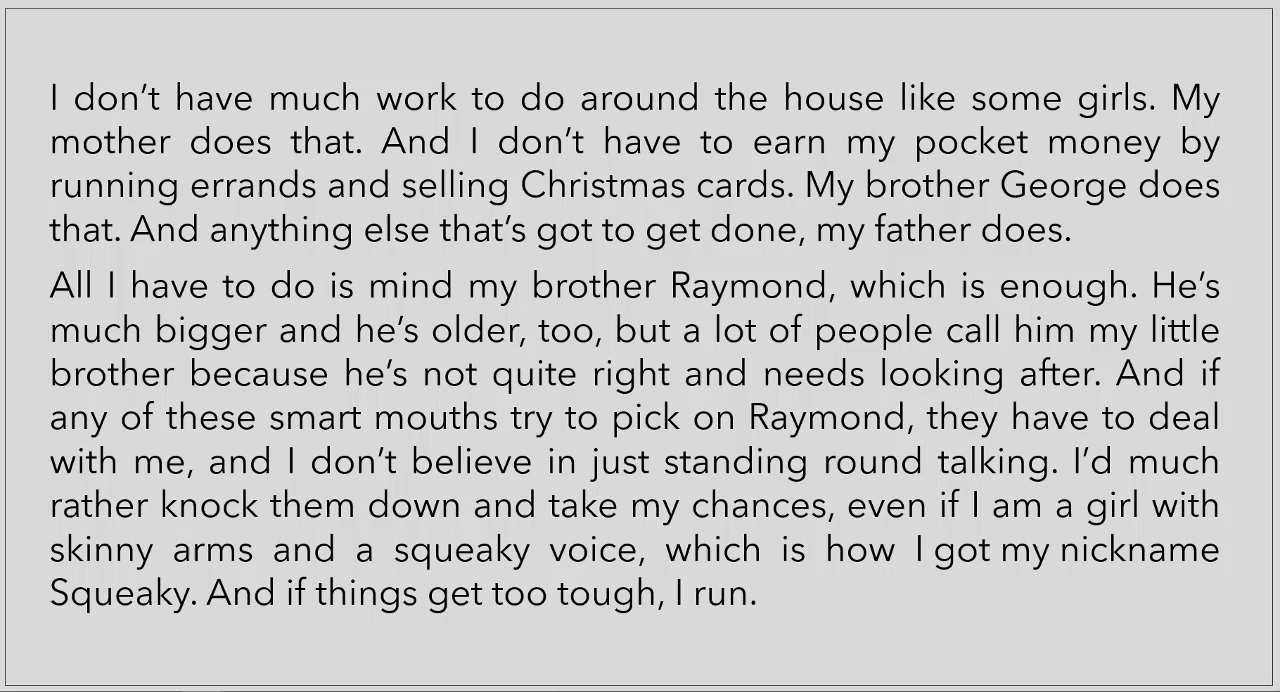 I don’t have much work to do around the house like some girls. My
mother does that. And I don’t have to earn my pocket money by
running errands and selling Christmas cards. My brother George does
that. And anything else that’s got to get done, my father does.
All I have to do is mind my brother Raymond, which is enough. He’s
much bigger and he’s older, too, but a lot of people call him my little
brother because he’s not quite right and needs looking after. And if
any of these smart mouths try to pick on Raymond, they have to deal
with me, and I don’t believe in just standing round talking. I’d much
rather knock them down and take my chances, even if I am a girl with
skinny arms and a squeaky voice, which is how I got my nickname
Squeaky. And if things get too tough, I run.